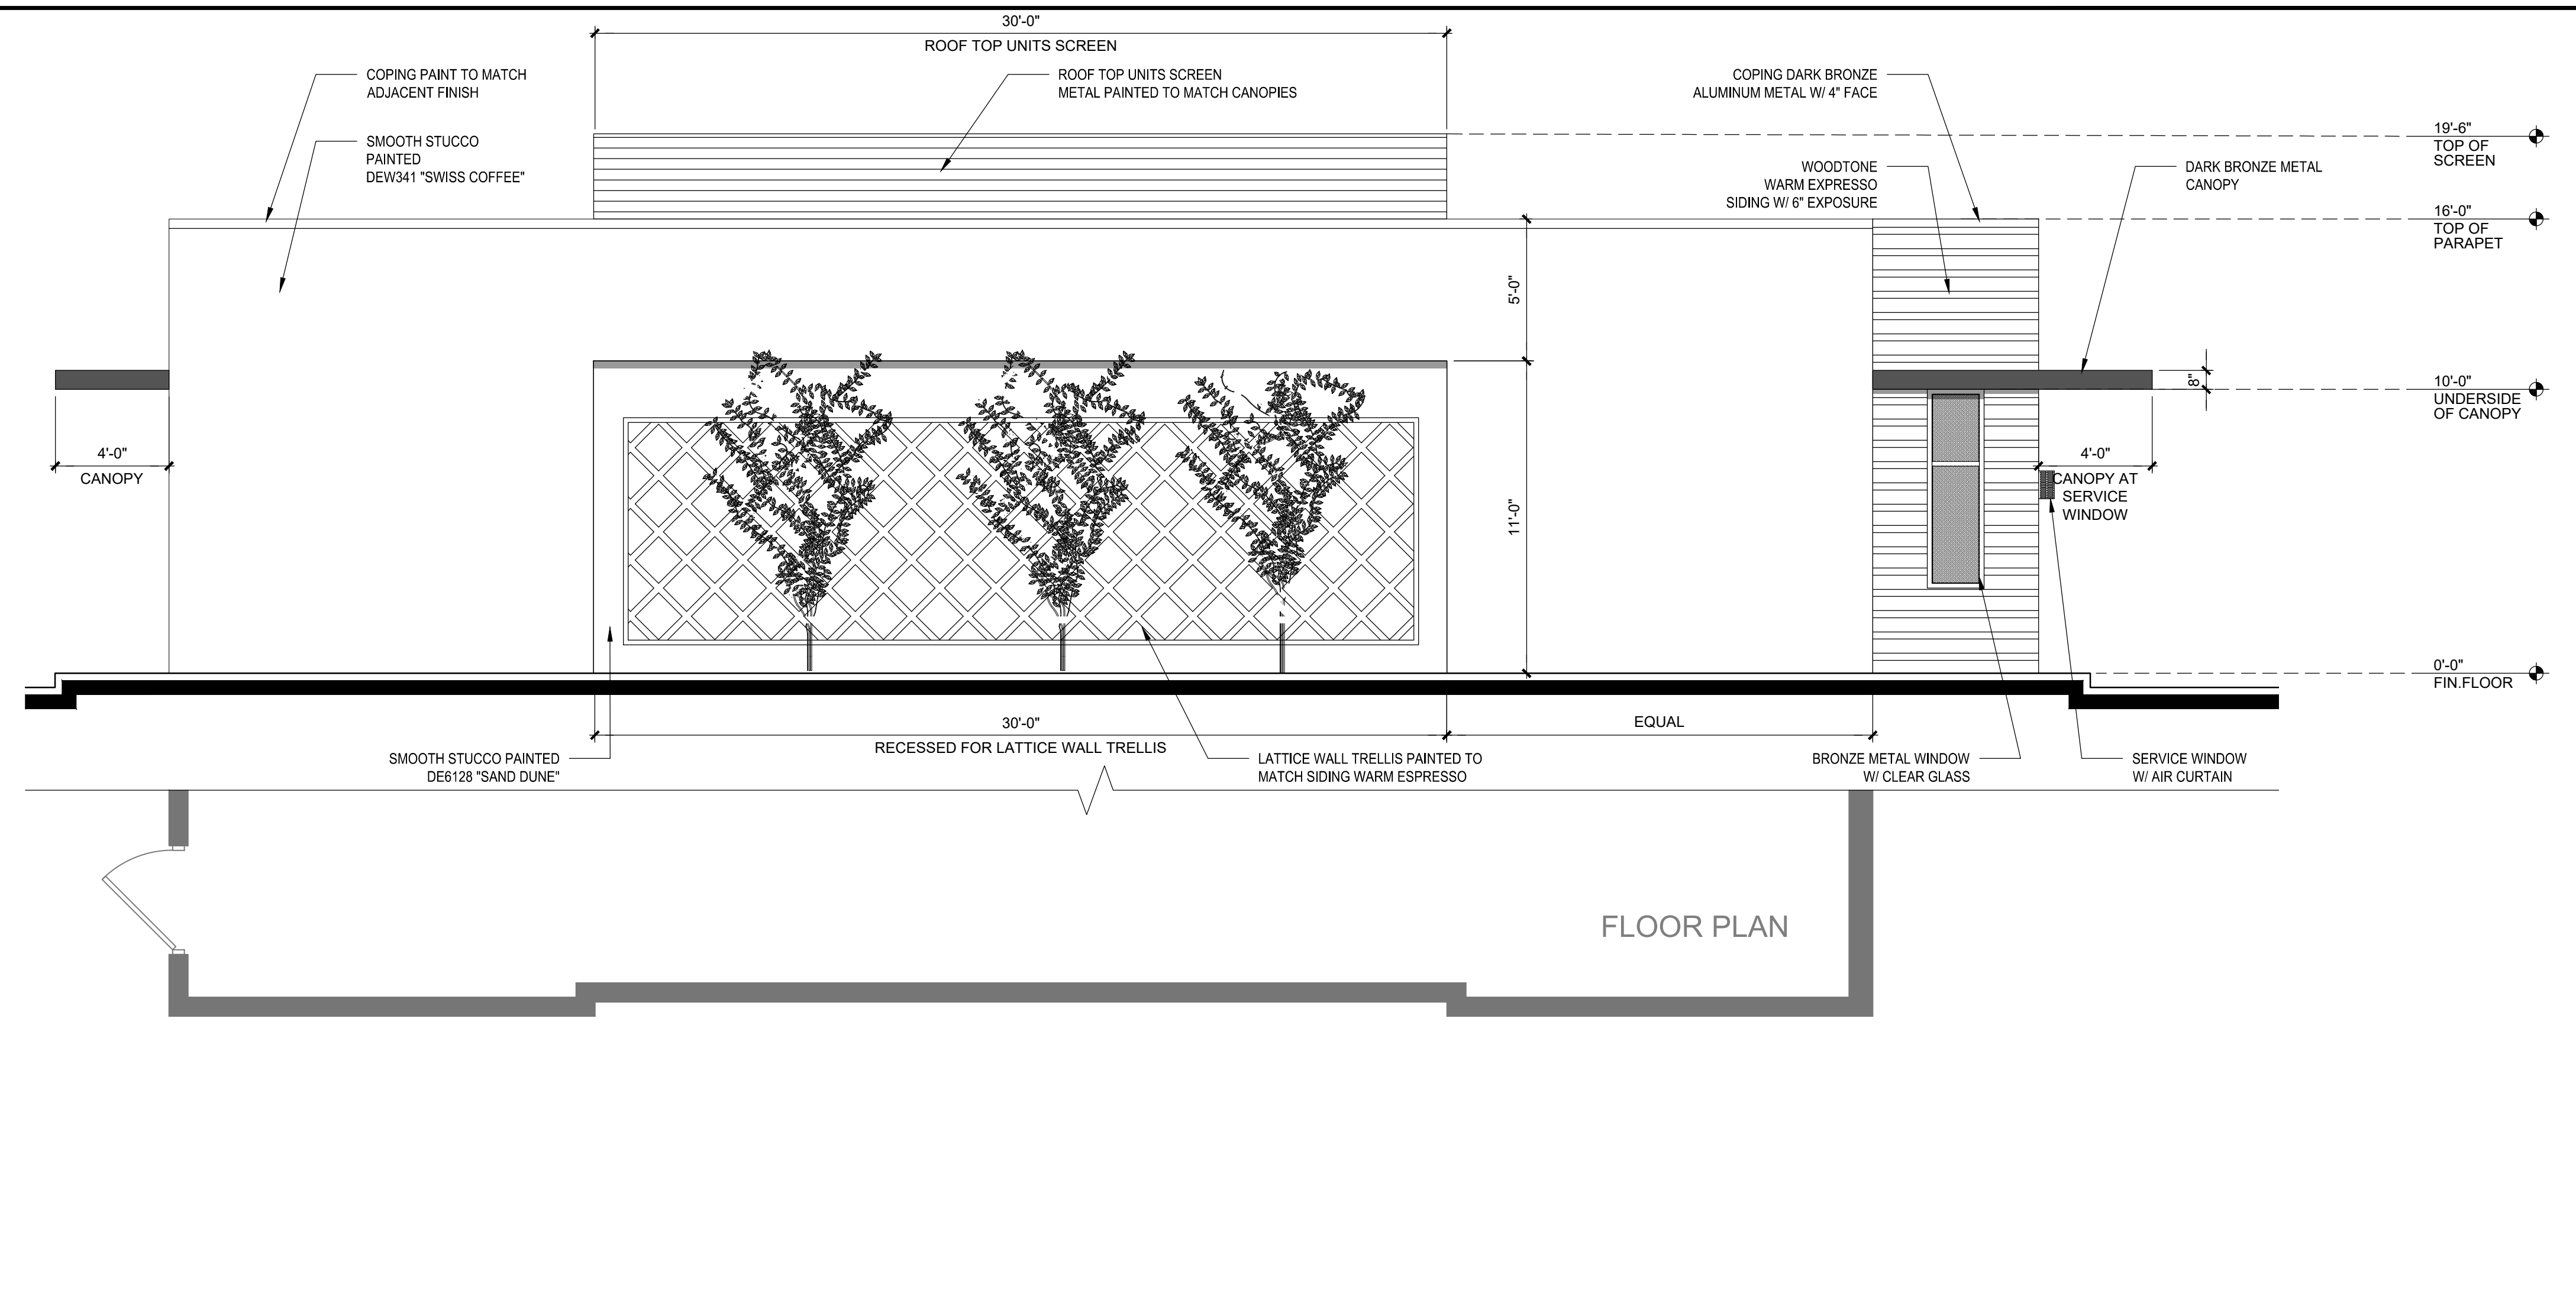 30'-0"
ROOF TOP UNITS SCREEN
COPING PAINT TO MATCH
ADJACENT FINISH
ROOF TOP UNITS SCREEN
METAL PAINTED TO MATCH CANOPIES
COPING DARK BRONZE
ALUMINUM METAL W/ 4" FACE
SMOOTH STUCCO
PAINTED
DEW341 "SWISS COFFEE"
19'-6"
TOP OF
SCREEN
WOODTONE
WARM EXPRESSO
SIDING W/ 6" EXPOSURE
DARK BRONZE METAL
CANOPY
16'-0"
TOP OF
PARAPET
5'-0"
8"
10'-0"
UNDERSIDE
OF CANOPY
4'-0"
CANOPY
4'-0"
CANOPY AT
SERVICE
WINDOW
11'-0"
0'-0"
FIN.FLOOR
30'-0"
RECESSED FOR LATTICE WALL TRELLIS
EQUAL
SMOOTH STUCCO PAINTED
DE6128 "SAND DUNE"
LATTICE WALL TRELLIS PAINTED TO
MATCH SIDING WARM ESPRESSO
BRONZE METAL WINDOW
W/ CLEAR GLASS
SERVICE WINDOW
W/ AIR CURTAIN
FLOOR PLAN